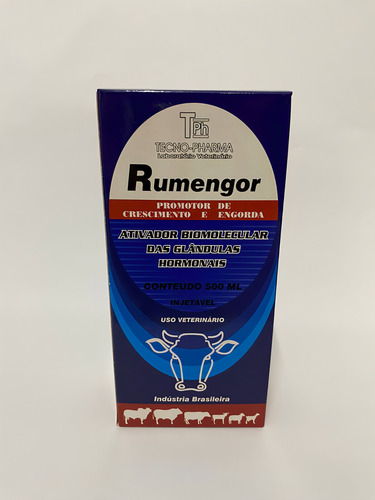 TPh
TECNO-PHARMA
Laboratório Veterinário
Rumengor
PROMOTOR DE
CRESCIMENTO E ENGORDA
ATIVADOR BIOMOLECULAR
DAS GLÂNDULAS
HORMONAIS
CONTEÚDO 500 ML
INJETÁVEL
USO VETERINÁRIO
Indústria Brasileira